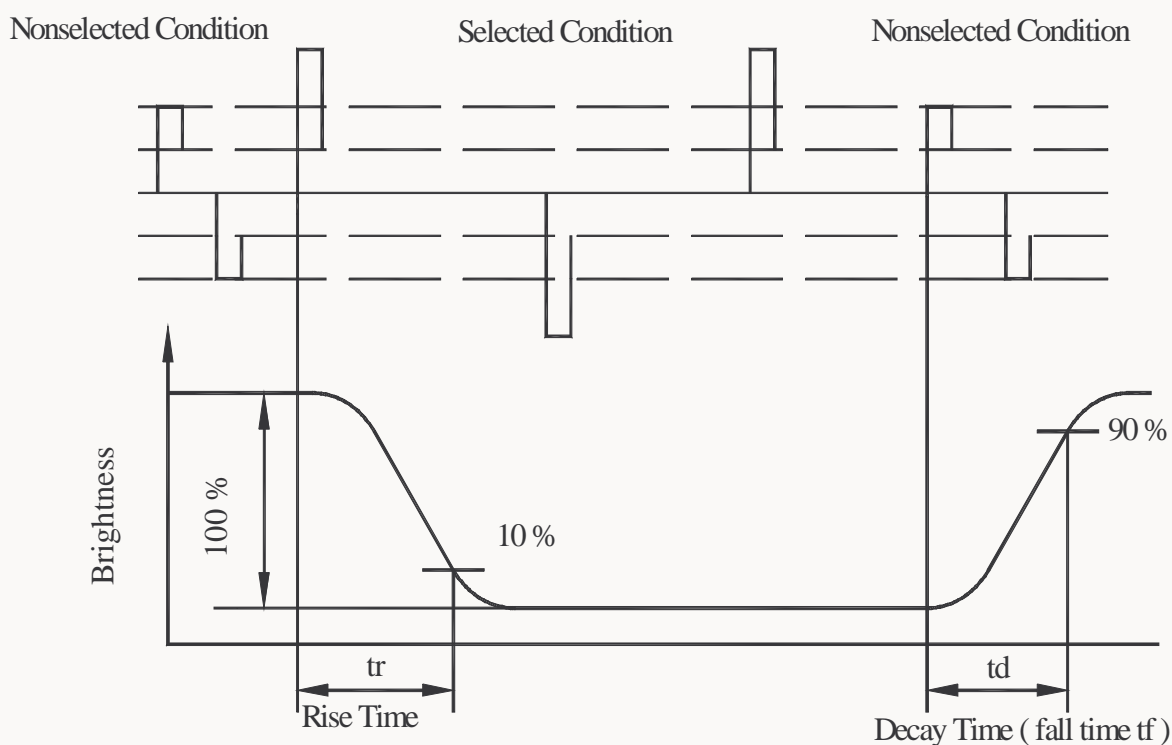 Nonselected Condition
Selected Condition
Nonselected Condition
Brightness
100 %
10 %
90 %
tr
Rise Time
td
Decay Time ( fall time tf )